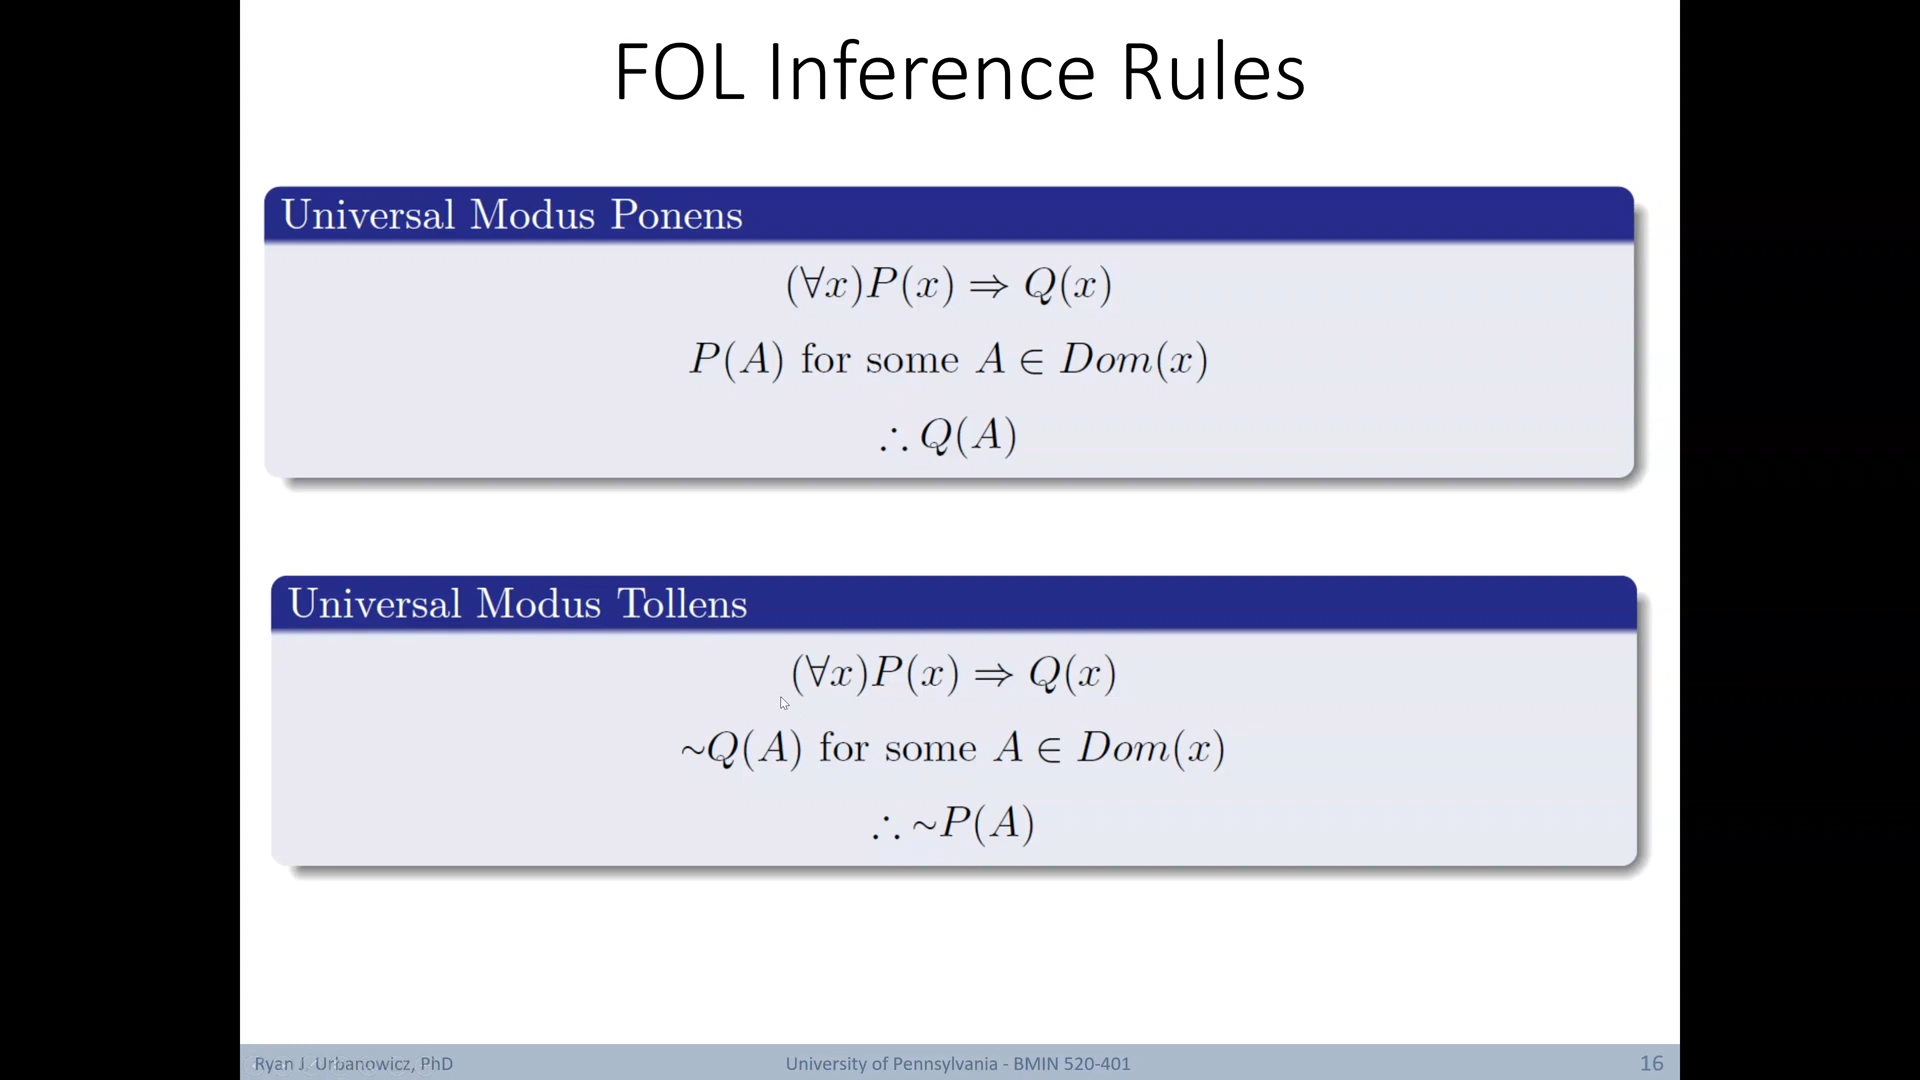 FOL Inference Rules
Universal Modus Ponens
(∀x)P(x) ⇒ Q(x)
P(A) for some A ∈ Dom(x)
∴ Q(A)
Universal Modus Tollens
(∀x)P(x) ⇒ Q(x)
~Q(A) for some A ∈ Dom(x)
∴ ~P(A)
Ryan J. Urbanowicz, PhD
University of Pennsylvania - BMIN 520-401
16